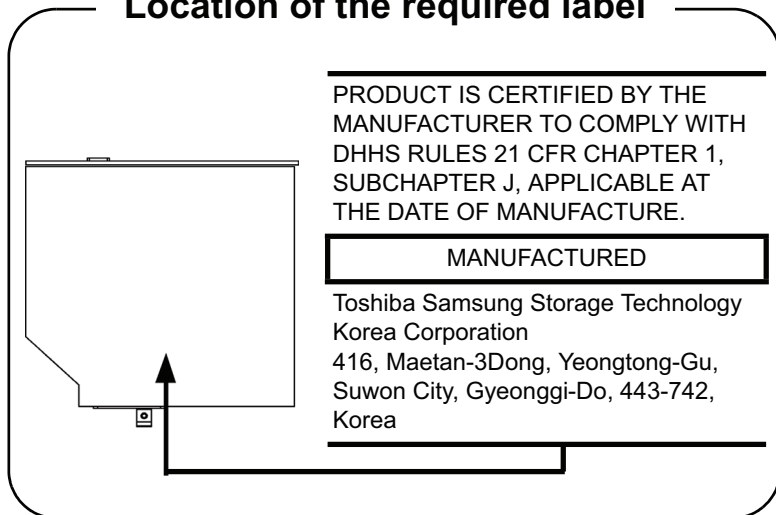 Location of the required label
PRODUCT IS CERTIFIED BY THE
MANUFACTURER TO COMPLY WITH
DHHS RULES 21 CFR CHAPTER 1,
SUBCHAPTER J, APPLICABLE AT
THE DATE OF MANUFACTURE.
MANUFACTURED
Toshiba Samsung Storage Technology
Korea Corporation
416, Maetan-3Dong, Yeongtong-Gu,
Suwon City, Gyeonggi-Do, 443-742,
Korea